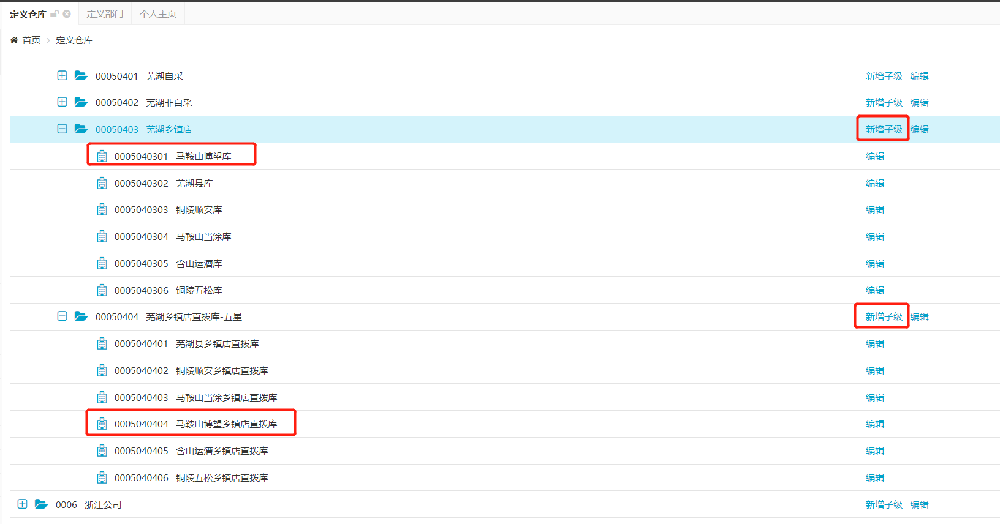 定义仓库 定义部门 个人主页
首页 > 定义仓库
00050401 芜湖自采 新增子级 编辑
00050402 芜湖非自采 新增子级 编辑
00050403 芜湖乡镇店 新增子级 编辑
0005040301 马鞍山博望库 编辑
0005040302 芜湖县库 编辑
0005040303 铜陵顺安库 编辑
0005040304 马鞍山当涂库 编辑
0005040305 含山运漕库 编辑
0005040306 铜陵五松库 编辑
00050404 芜湖乡镇店直拨库-五星 新增子级 编辑
0005040401 芜湖县乡镇店直拨库 编辑
0005040402 铜陵顺安乡镇店直拨库 编辑
0005040403 马鞍山当涂乡镇店直拨库 编辑
0005040404 马鞍山博望乡镇店直拨库 编辑
0005040405 含山运漕乡镇店直拨库 编辑
0005040406 铜陵五松乡镇店直拨库 编辑
0006 浙江公司 新增子级 编辑